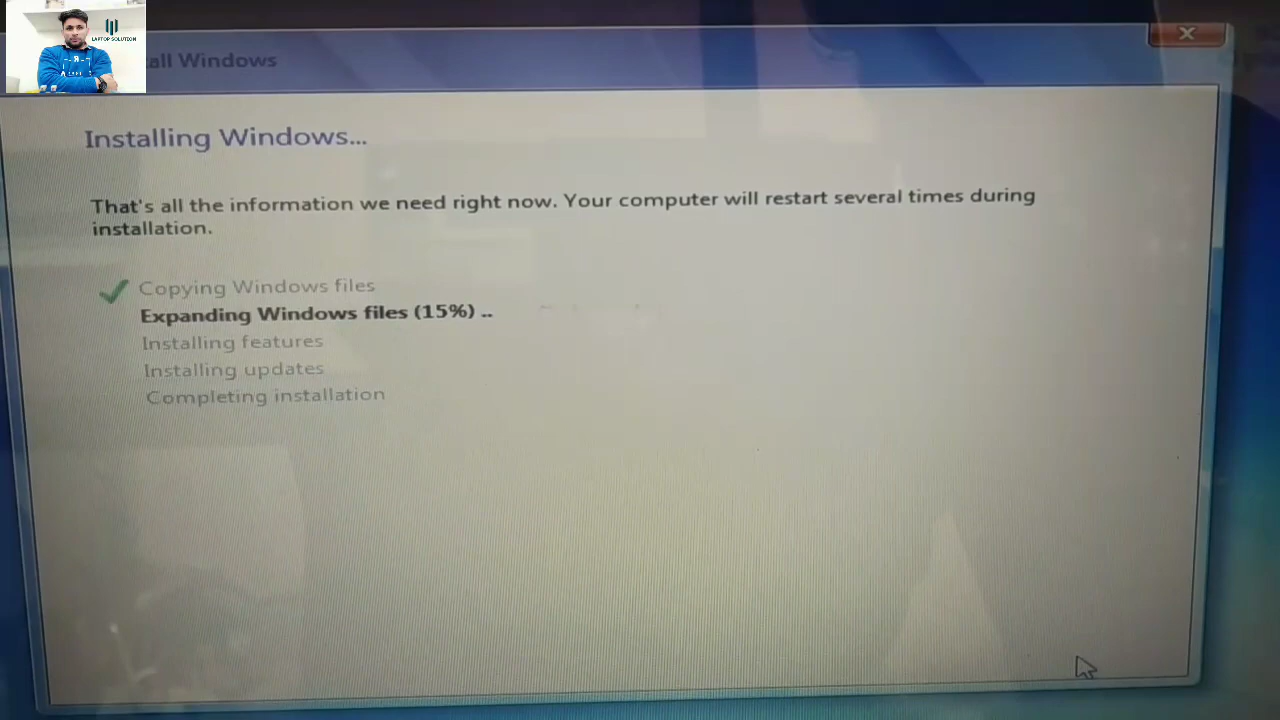 LAPTOP SOLUTION
all Windows
Installing Windows...
That's all the information we need right now. Your computer will restart several times during
installation.
Copying Windows files
Expanding Windows files (15%) ..
Installing features
Installing updates
Completing installation